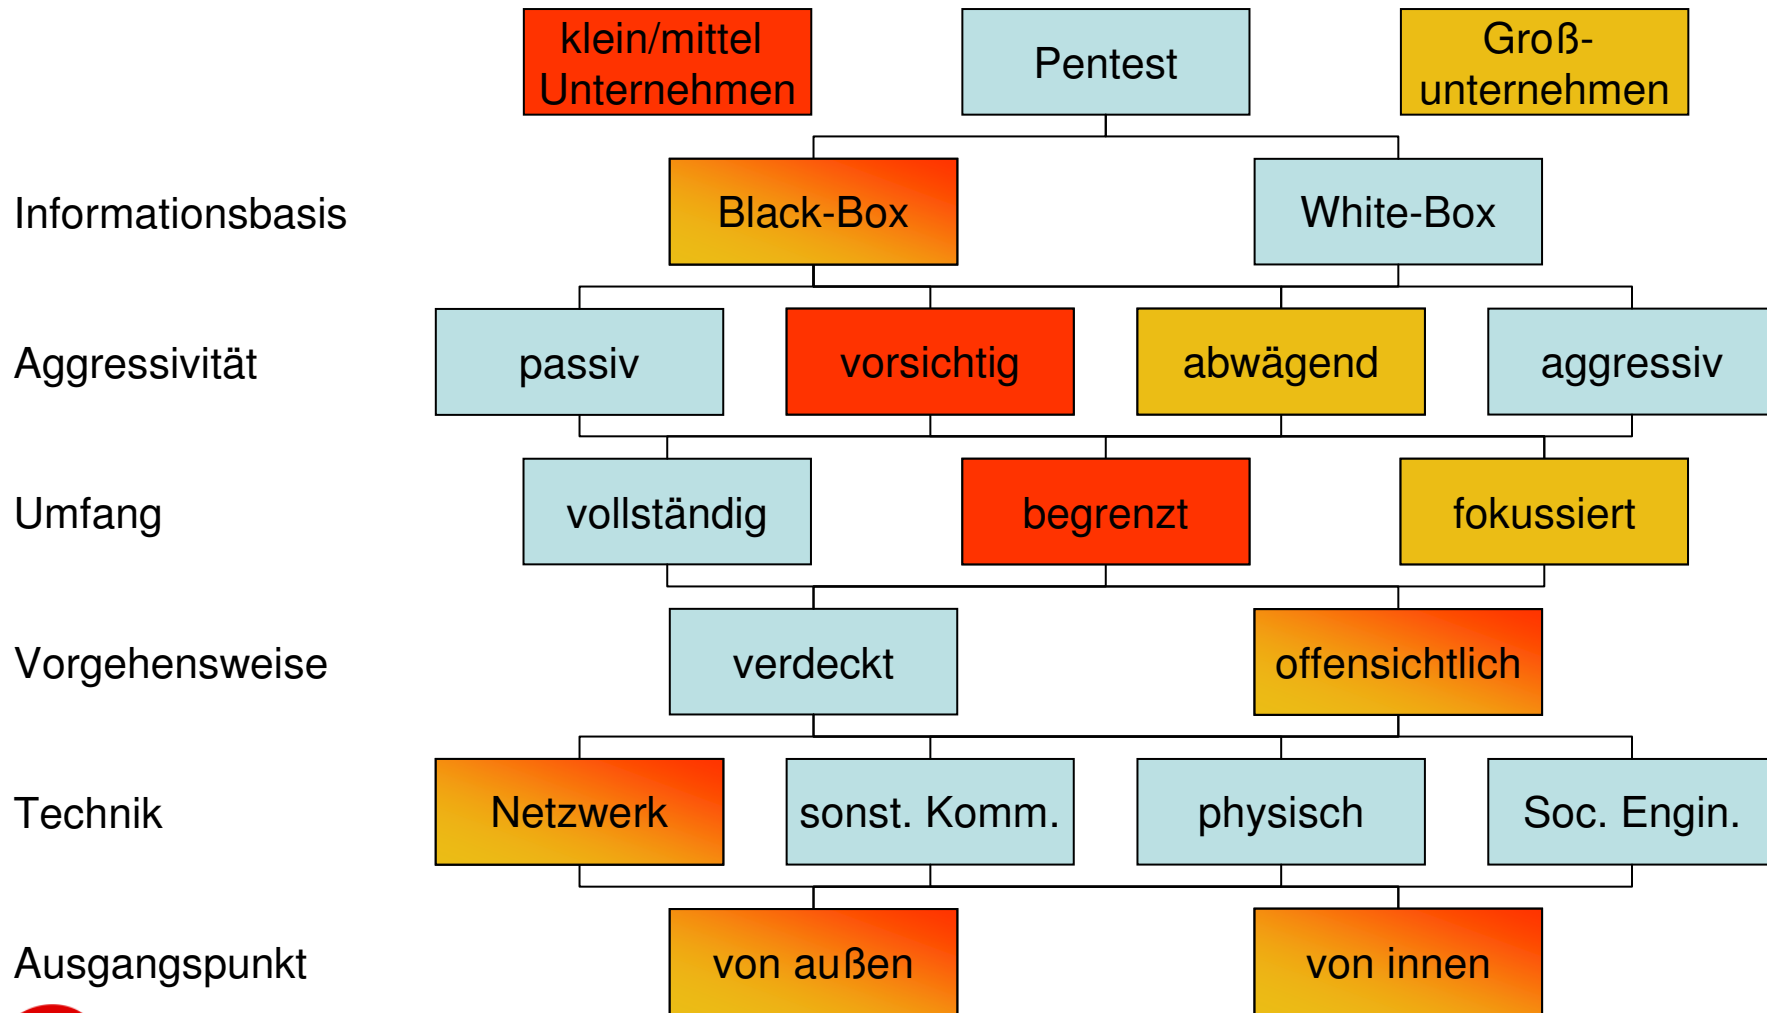 klein/mittel
Unternehmen
Pentest
Groß-
unternehmen
Informationsbasis
Black-Box
White-Box
Aggressivität
passiv
vorsichtig
abwägend
aggressiv
Umfang
vollständig
begrenzt
fokussiert
Vorgehensweise
verdeckt
offensichtlich
Technik
Netzwerk
sonst. Komm.
physisch
Soc. Engin.
Ausgangspunkt
von außen
von innen